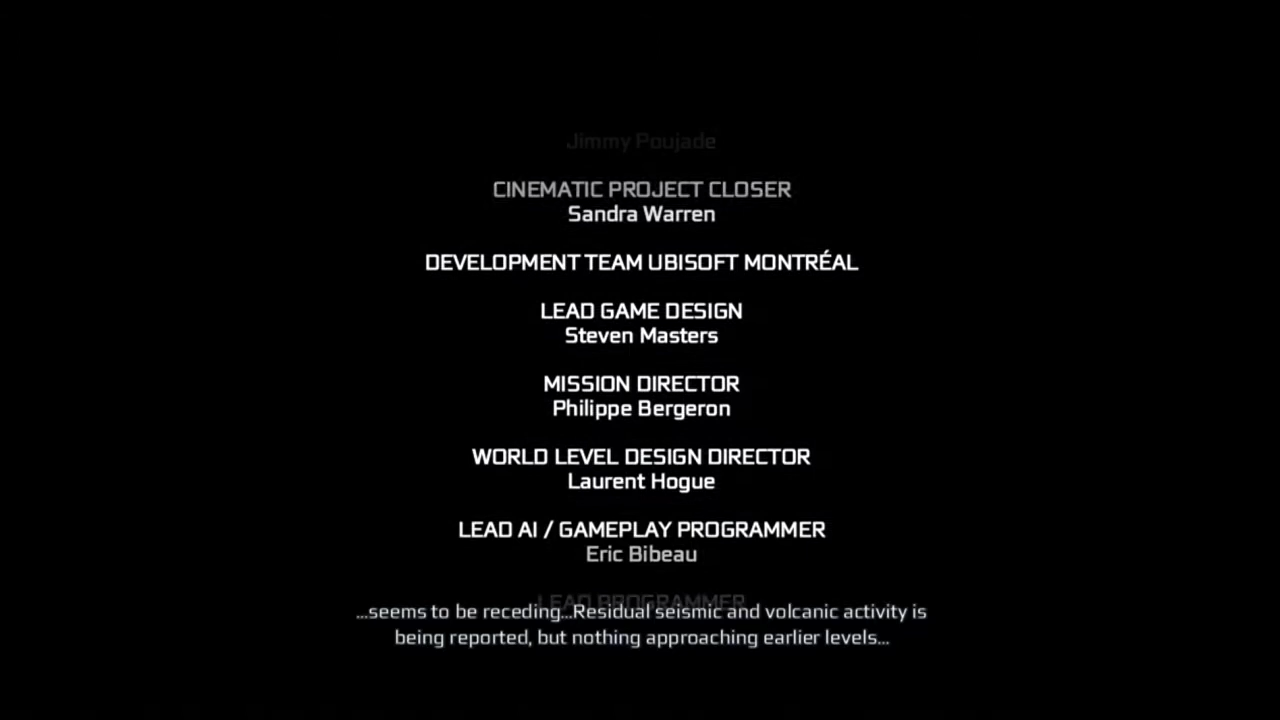 Jimmy Poujade
CINEMATIC PROJECT CLOSER
Sandra Warren
DEVELOPMENT TEAM UBISOFT MONTRÉAL
LEAD GAME DESIGN
Steven Masters
MISSION DIRECTOR
Philippe Bergeron
WORLD LEVEL DESIGN DIRECTOR
Laurent Hogue
LEAD AI / GAMEPLAY PROGRAMMER
Eric Bibeau
LEAD PROGRAMMER
...seems to be receding...Residual seismic and volcanic activity is
being reported, but nothing approaching earlier levels...